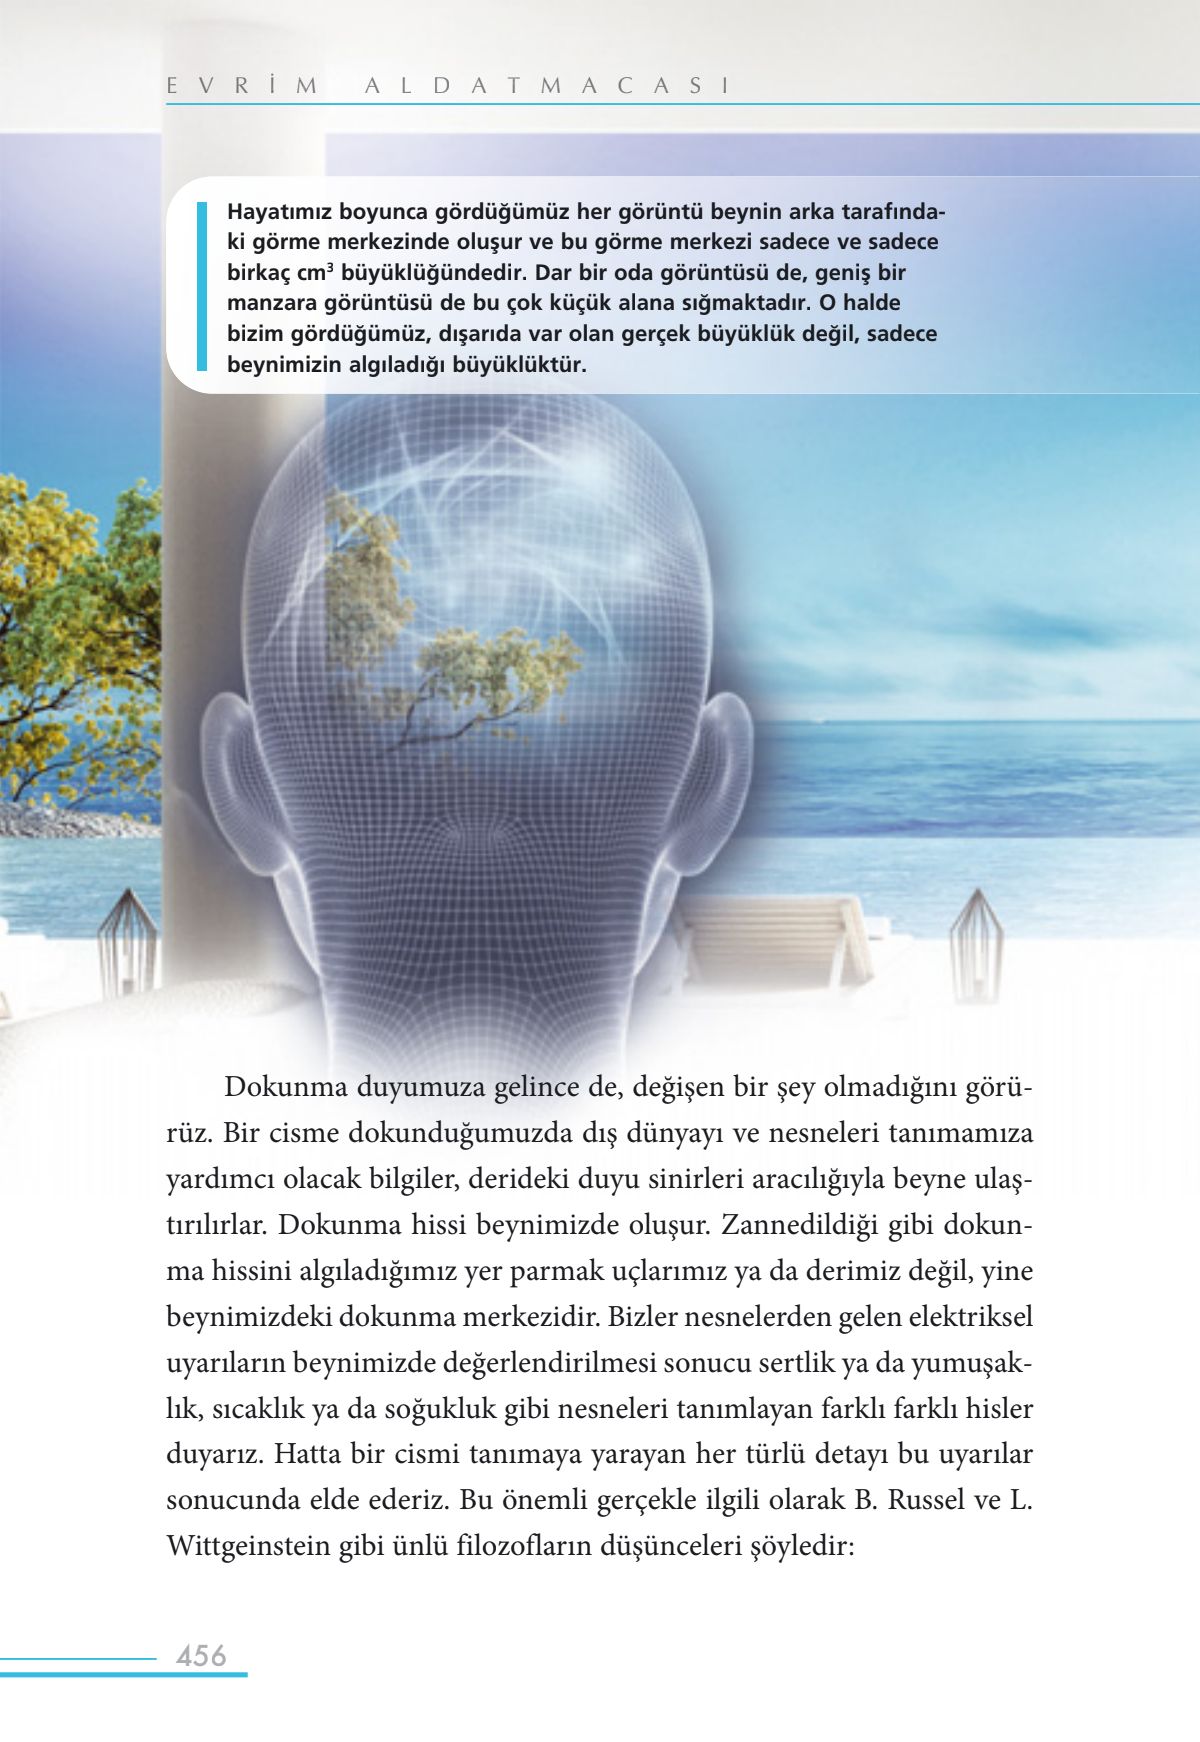 EVRİM ALDATMACASI
Hayatımız boyunca gördüğümüz her görüntü beynin arka tarafında-
ki görme merkezinde oluşur ve bu görme merkezi sadece ve sadece
birkaç cm³ büyüklüğündedir. Dar bir oda görüntüsü de, geniş bir
manzara görüntüsü de bu çok küçük alana sığmaktadır. O halde
bizim gördüğümüz, dışarıda var olan gerçek büyüklük değil, sadece
beynimizin algıladığı büyüklüktür.
Dokunma duyumuza gelince de, değişen bir şey olmadığını görü-
rüz. Bir cisme dokunduğumuzda dış dünyayı ve nesneleri tanımamıza
yardımcı olacak bilgiler, derideki duyu sinirleri aracılığıyla beyne ulaş-
tırılırlar. Dokunma hissi beynimizde oluşur. Zannedildiği gibi dokun-
ma hissini algıladığımız yer parmak uçlarımız ya da derimiz değil, yine
beynimizdeki dokunma merkezidir. Bizler nesnelerden gelen elektriksel
uyarıların beynimizde değerlendirilmesi sonucu sertlik ya da yumuşak-
lık, sıcaklık ya da soğukluk gibi nesneleri tanımlayan farklı farklı hisler
duyarız. Hatta bir cismi tanımaya yarayan her türlü detayı bu uyarılar
sonucunda elde ederiz. Bu önemli gerçekle ilgili olarak B. Russel ve L.
Wittgeinstein gibi ünlü filozofların düşünceleri şöyledir:
456